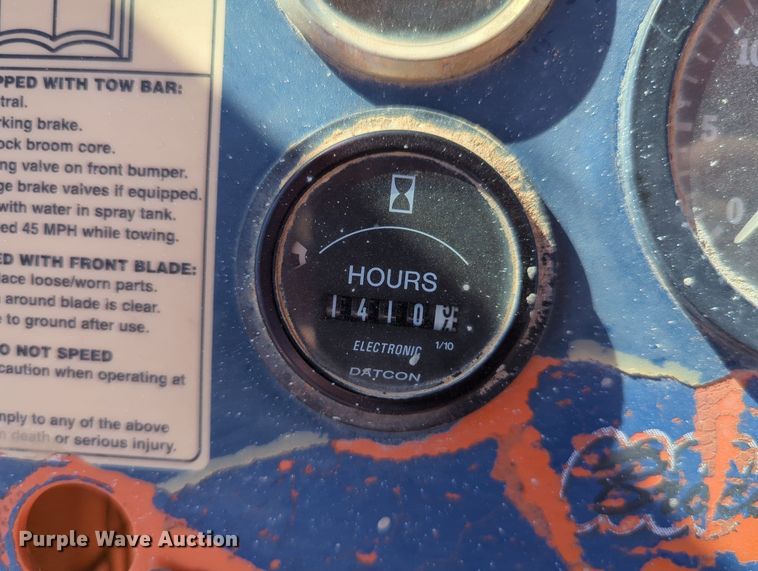 PPED WITH TOW BAR:
tral.
rking brake.
ock broom core.
ng valve on front bumper.
ge brake valves if equipped.
with water in spray tank.
ed 45 MPH while towing.
ED WITH FRONT BLADE:
lace loose/worn parts.
around blade is clear.
e to ground after use.
O NOT SPEED
caution when operating at
mply to any of the above
n death or serious injury.
HOURS
1410
ELECTRONIC 1/10
DATCON
10
5
0
Purple Wave Auction